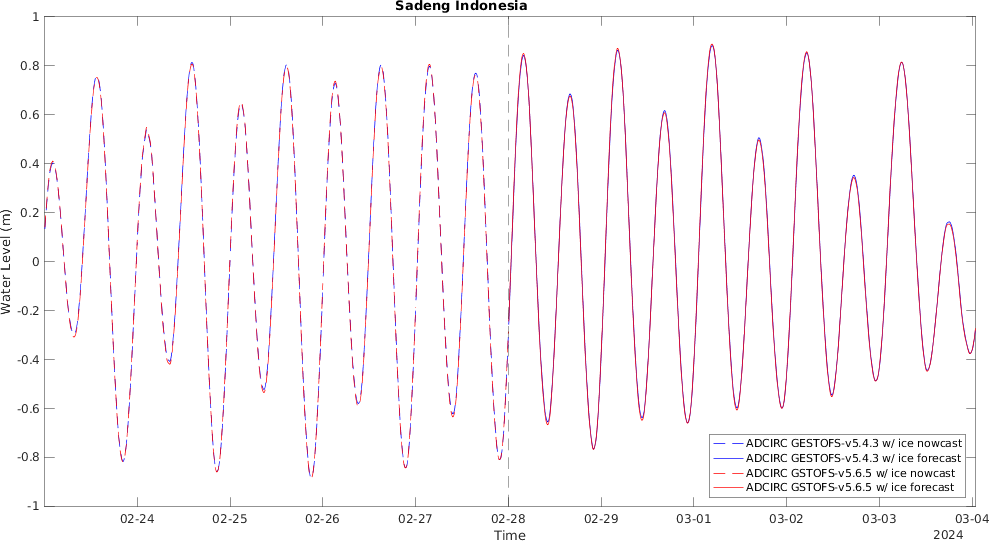 Sadeng Indonesia
1
0.8
0.6
0.4
0.2
0
-0.2
-0.4
-0.6
-0.8
-1
Water Level (m)
ADCIRC GESTOFS-v5.4.3 w/ ice nowcast
ADCIRC GESTOFS-v5.4.3 w/ ice forecast
ADCIRC GSTOFS-v5.6.5 w/ ice nowcast
ADCIRC GSTOFS-v5.6.5 w/ ice forecast
02-24 02-25 02-26 02-27 02-28 02-29 03-01 03-02 03-03 03-04
Time
2024